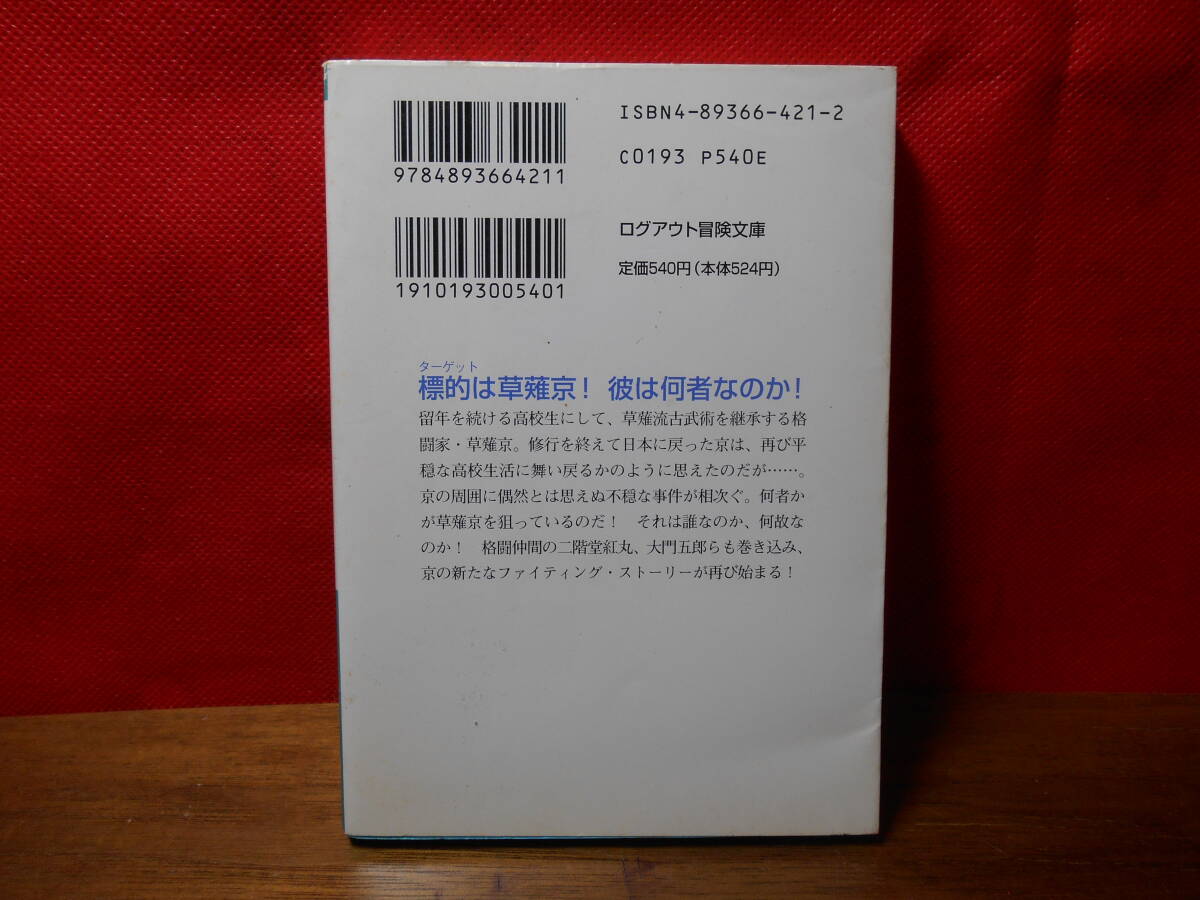 ISBN4-89366-421-2
C0193 P540E
9784893664211
ログアウト冒険文庫
定価540円(本体524円)
1910193005401
ターゲット
標的は草薙京! 彼は何者なのか!
留年を続ける高校生にして、草薙流古武術を継承する格
闘家・草薙京。修行を終えて日本に戻った京は、再び平
穏な高校生活に舞い戻るかのように思えたのだが……。
京の周囲に偶然とは思えぬ不穏な事件が相次ぐ。何者か
が草薙京を狙っているのだ! それは誰なのか、何故な
のか! 格闘仲間の二階堂紅丸、大門五郎らも巻き込み、
京の新たなファイティング・ストーリーが再び始まる!